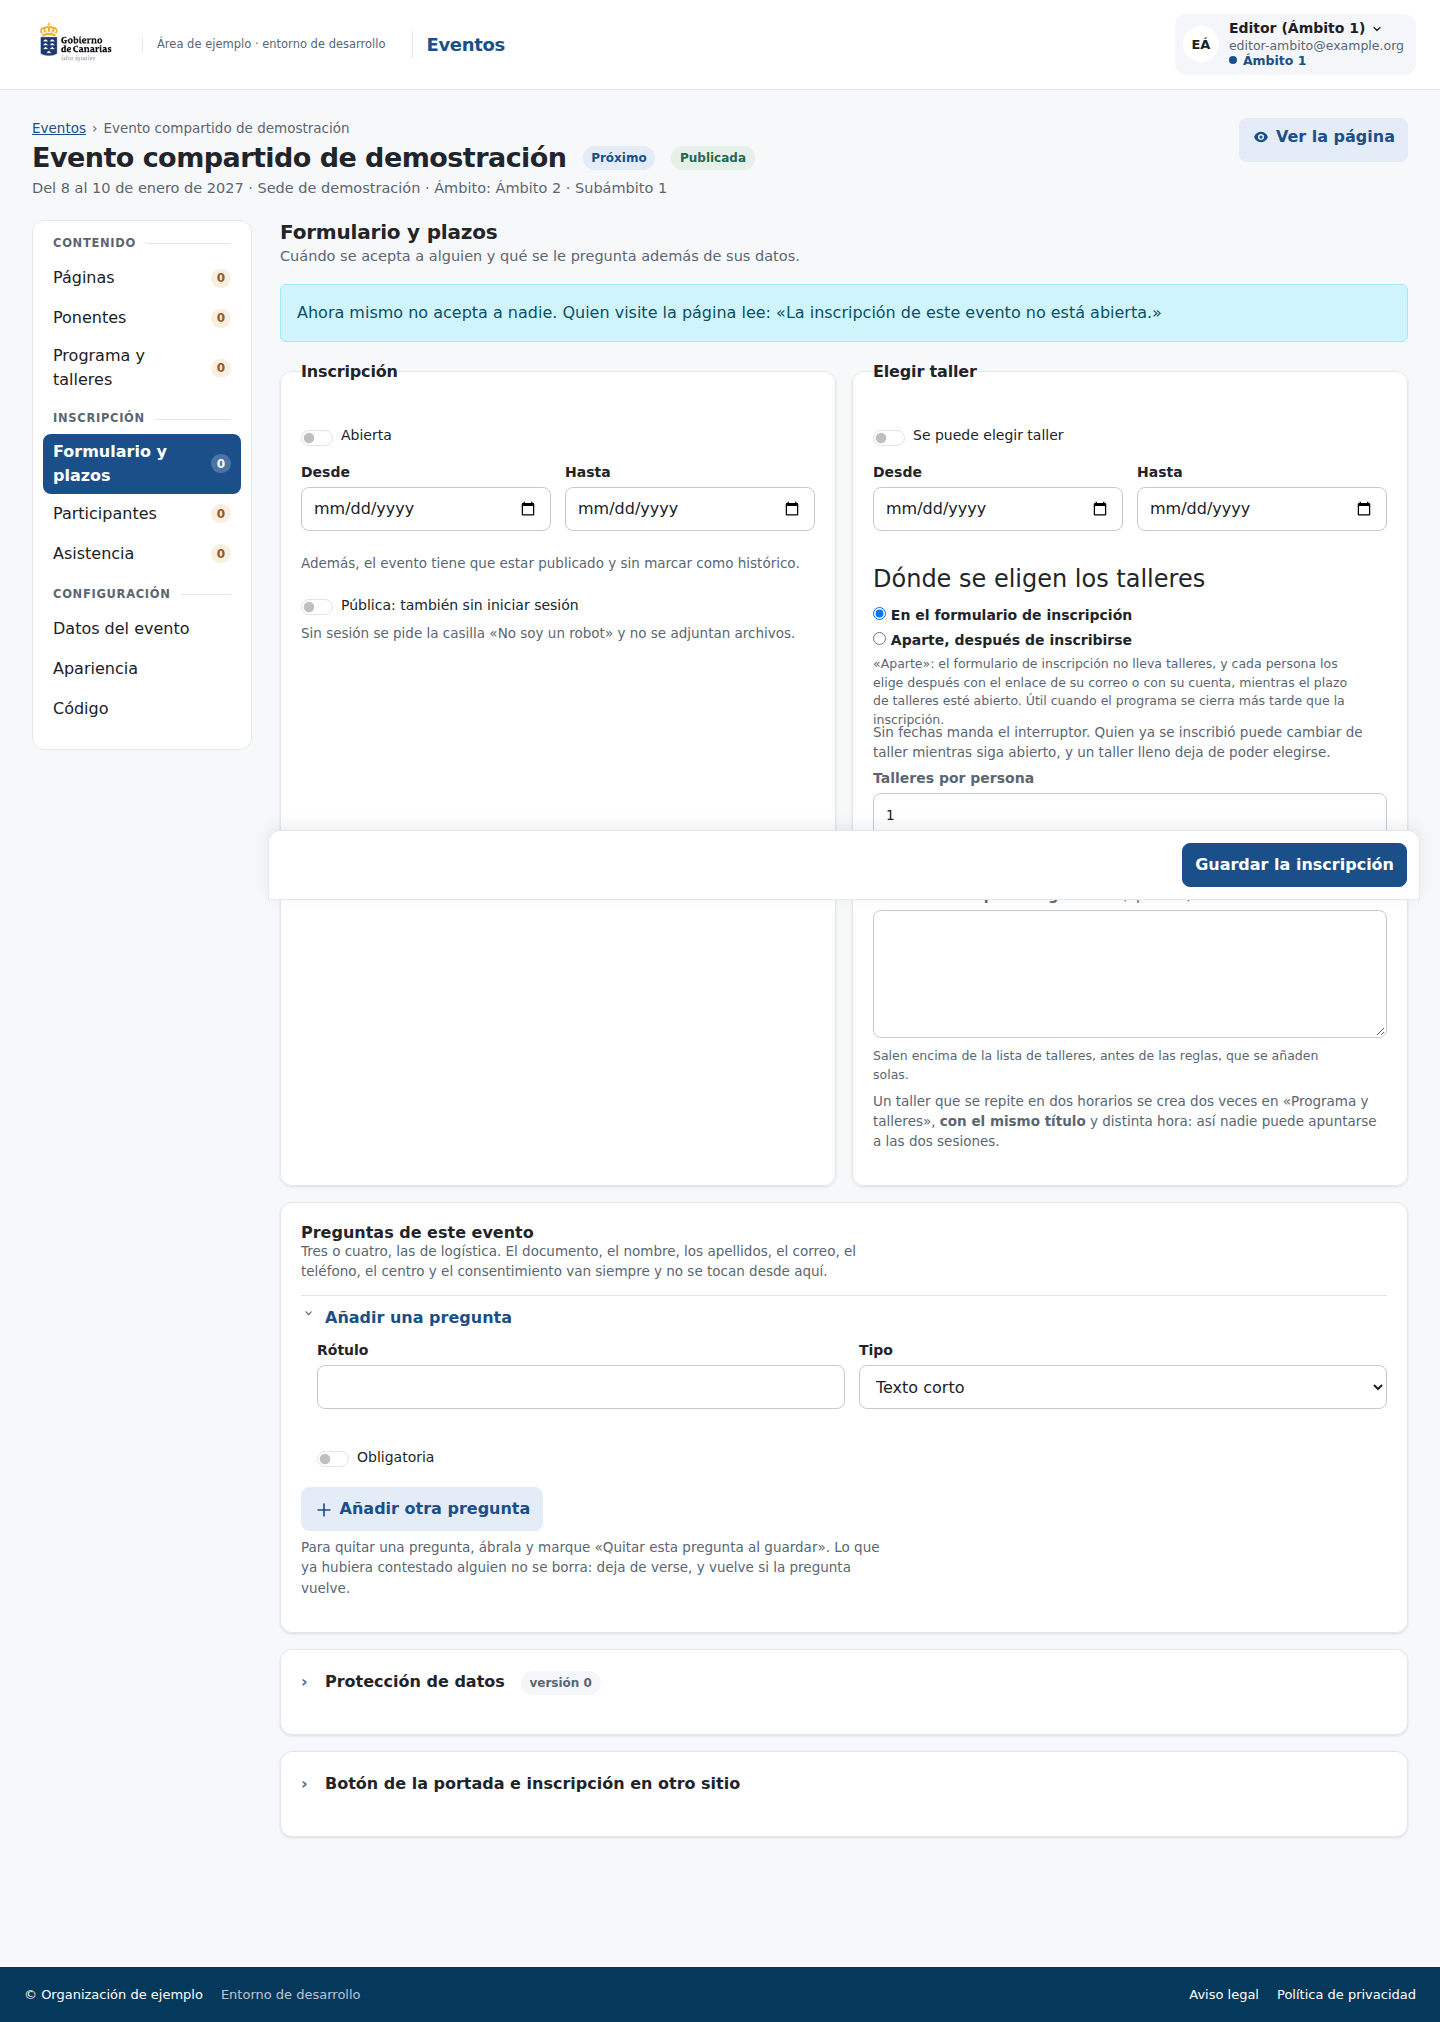 Gobierno
de Canarias
islas iguales
Área de ejemplo · entorno de desarrollo
Eventos
EÁ
Editor (Ámbito 1)
editor-ambito@example.org
Ámbito 1
Eventos › Evento compartido de demostración
Ver la página
Evento compartido de demostración Próximo Publicada
Del 8 al 10 de enero de 2027 · Sede de demostración · Ámbito: Ámbito 2 · Subámbito 1
CONTENIDO
Páginas 0
Ponentes 0
Programa y
talleres 0
INSCRIPCIÓN
Formulario y
plazos 0
Participantes 0
Asistencia 0
CONFIGURACIÓN
Datos del evento
Apariencia
Código
Formulario y plazos
Cuándo se acepta a alguien y qué se le pregunta además de sus datos.
Ahora mismo no acepta a nadie. Quien visite la página lee: «La inscripción de este evento no está abierta.»
Inscripción
Abierta
Desde Hasta
mm/dd/yyyy mm/dd/yyyy
Además, el evento tiene que estar publicado y sin marcar como histórico.
Pública: también sin iniciar sesión
Sin sesión se pide la casilla «No soy un robot» y no se adjuntan archivos.
Elegir taller
Se puede elegir taller
Desde Hasta
mm/dd/yyyy mm/dd/yyyy
Dónde se eligen los talleres
En el formulario de inscripción
Aparte, después de inscribirse
«Aparte»: el formulario de inscripción no lleva talleres, y cada persona los
elige después con el enlace de su correo o con su cuenta, mientras el plazo
de talleres esté abierto. Útil cuando el programa se cierra más tarde que la
inscripción.
Sin fechas manda el interruptor. Quien ya se inscribió puede cambiar de
taller mientras siga abierto, y un taller lleno deja de poder elegirse.
Talleres por persona
1
Guardar la inscripción
Salen encima de la lista de talleres, antes de las reglas, que se añaden
solas.
Un taller que se repite en dos horarios se crea dos veces en «Programa y
talleres», con el mismo título y distinta hora: así nadie puede apuntarse
a las dos sesiones.
Preguntas de este evento
Tres o cuatro, las de logística. El documento, el nombre, los apellidos, el correo, el
teléfono, el centro y el consentimiento van siempre y no se tocan desde aquí.
Añadir una pregunta
Rótulo Tipo
Texto corto
Obligatoria
Añadir otra pregunta
Para quitar una pregunta, ábrala y marque «Quitar esta pregunta al guardar». Lo que
ya hubiera contestado alguien no se borra: deja de verse, y vuelve si la pregunta
vuelve.
› Protección de datos versión 0
› Botón de la portada e inscripción en otro sitio
© Organización de ejemplo Entorno de desarrollo Aviso legal Política de privacidad